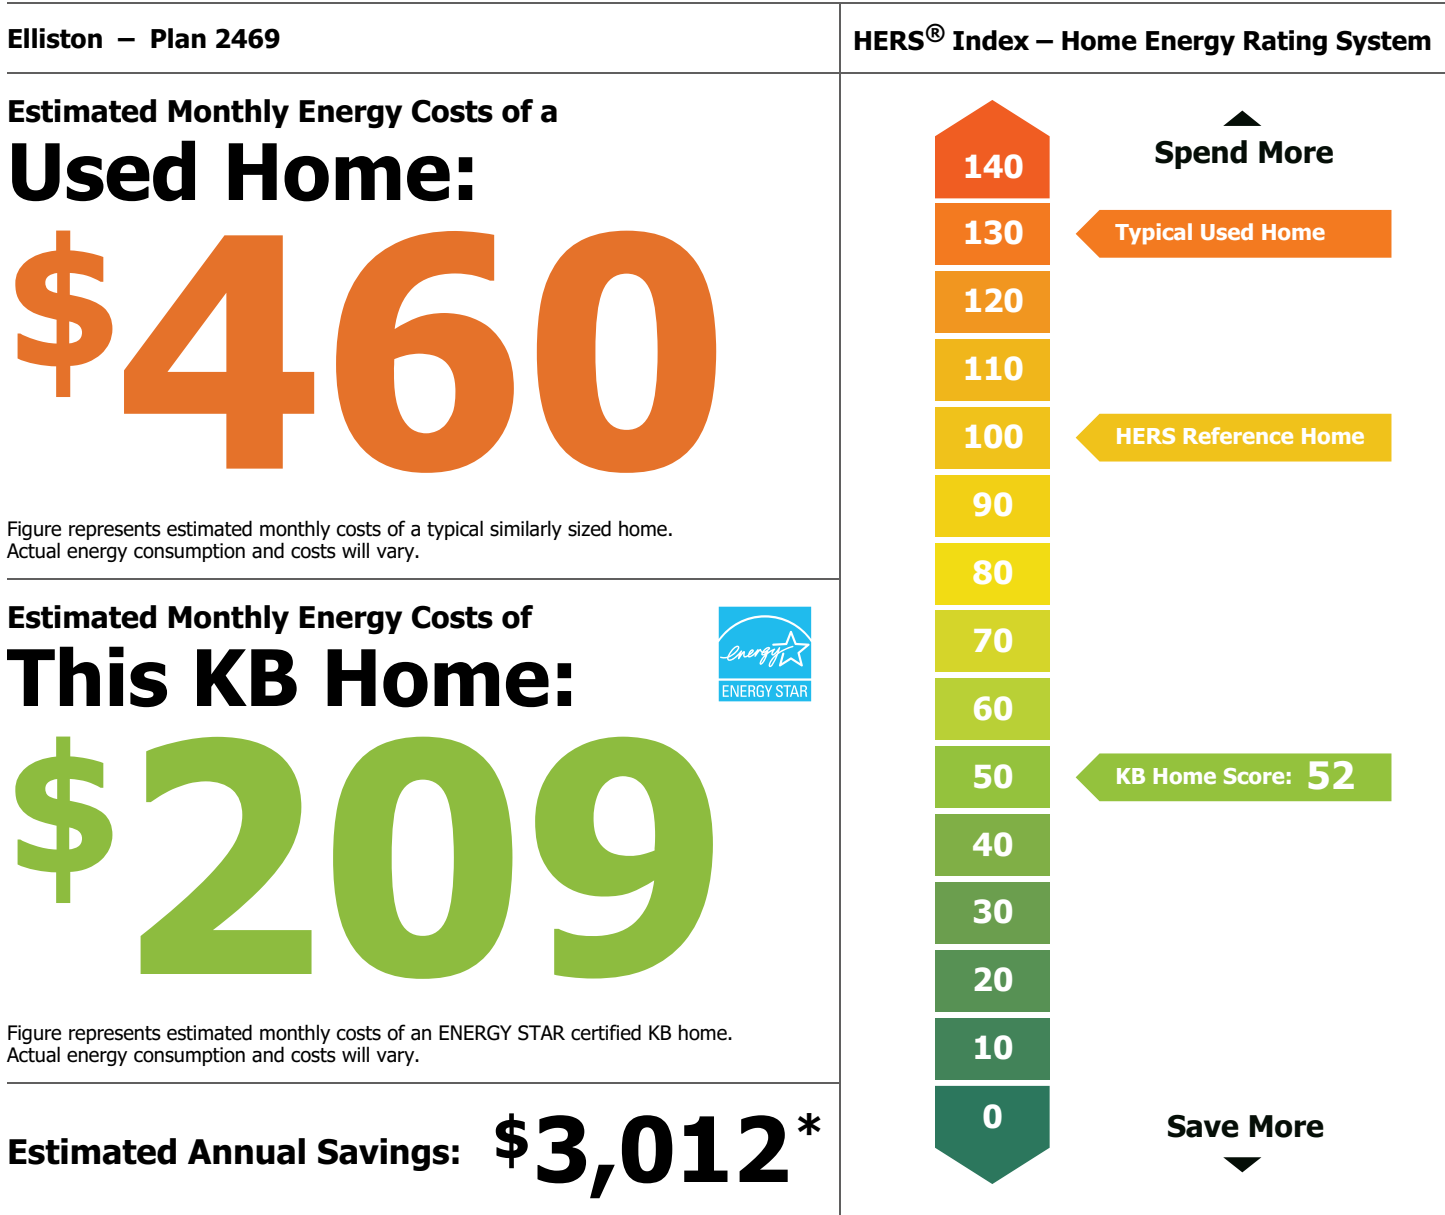 Elliston – Plan 2469
Estimated Monthly Energy Costs of a
Used Home:
$460
Figure represents estimated monthly costs of a typical similarly sized home.
Actual energy consumption and costs will vary.
Estimated Monthly Energy Costs of
This KB Home:
energy
ENERGY STAR
$209
Figure represents estimated monthly costs of an ENERGY STAR certified KB home.
Actual energy consumption and costs will vary.
Estimated Annual Savings: $3,012*
HERS® Index – Home Energy Rating System
Spend More
140
130 Typical Used Home
120
110
100 HERS Reference Home
90
80
70
60
50 KB Home Score: 52
40
30
20
10
0
Save More